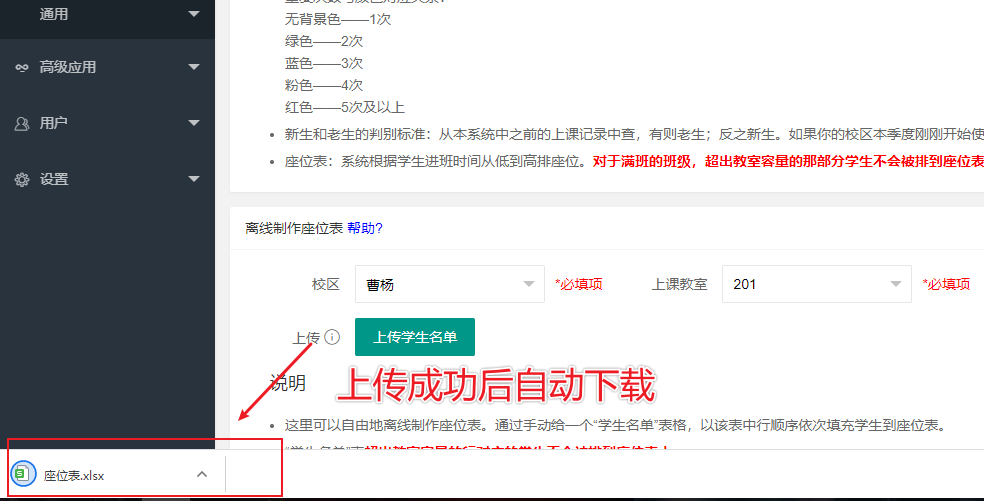 通用
高级应用
用户
设置
无背景色——1次
绿色——2次
蓝色——3次
粉色——4次
红色——5次及以上
新生和老生的判别标准：从本系统中之前的上课记录中查，有则老生；反之新生。如果你的校区本季度刚刚开始使
座位表：系统根据学生进班时间从低到高排座位。对于满班的班级，超出教室容量的那部分学生不会被排到座位表
离线制作座位表 帮助?
校区 曹杨 *必填项 上课教室 201 *必填项
上传 上传学生名单
说明
上传成功后自动下载
这里可以自由地离线制作座位表。通过手动给一个“学生名单”表格，以该表中行顺序依次填充学生到座位表。
座位表.xlsx